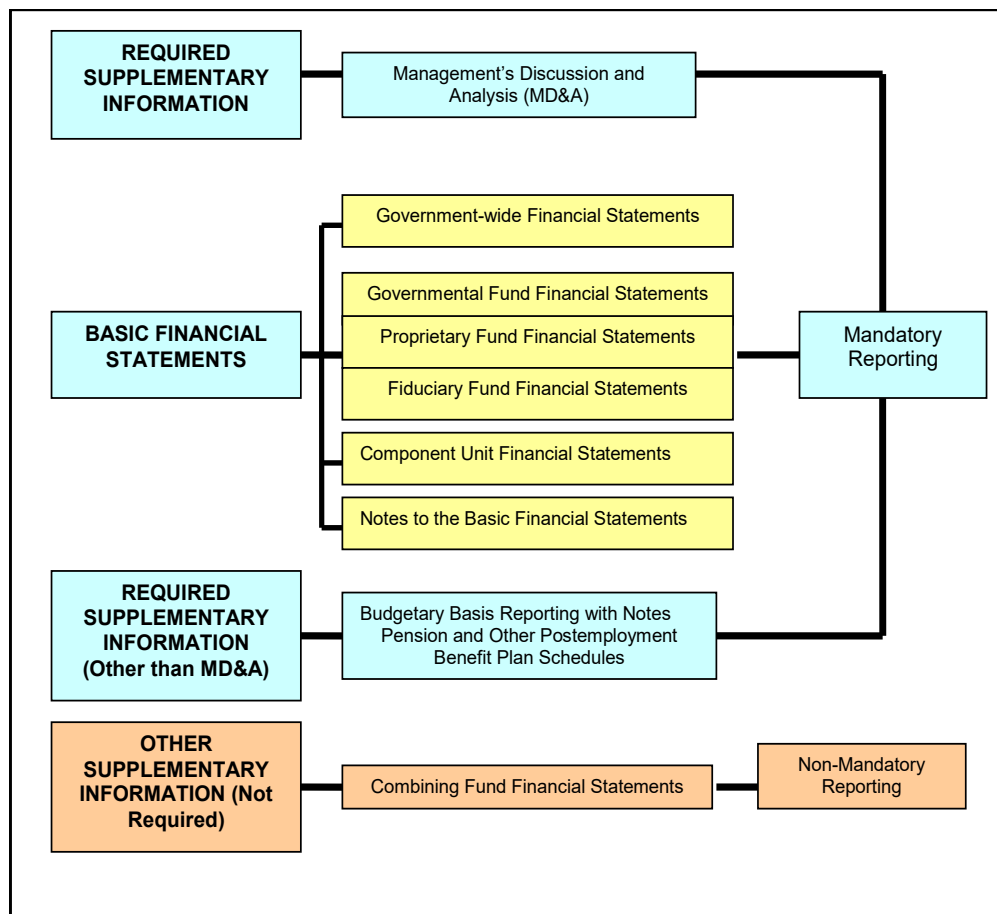 REQUIRED
SUPPLEMENTARY
INFORMATION
Management’s Discussion and
Analysis (MD&A)
Government-wide Financial Statements
Governmental Fund Financial Statements
BASIC FINANCIAL
STATEMENTS
Proprietary Fund Financial Statements
Mandatory
Reporting
Fiduciary Fund Financial Statements
Component Unit Financial Statements
Notes to the Basic Financial Statements
REQUIRED
SUPPLEMENTARY
INFORMATION
(Other than MD&A)
Budgetary Basis Reporting with Notes
Pension and Other Postemployment
Benefit Plan Schedules
OTHER
SUPPLEMENTARY
INFORMATION (Not
Required)
Combining Fund Financial Statements
Non-Mandatory
Reporting